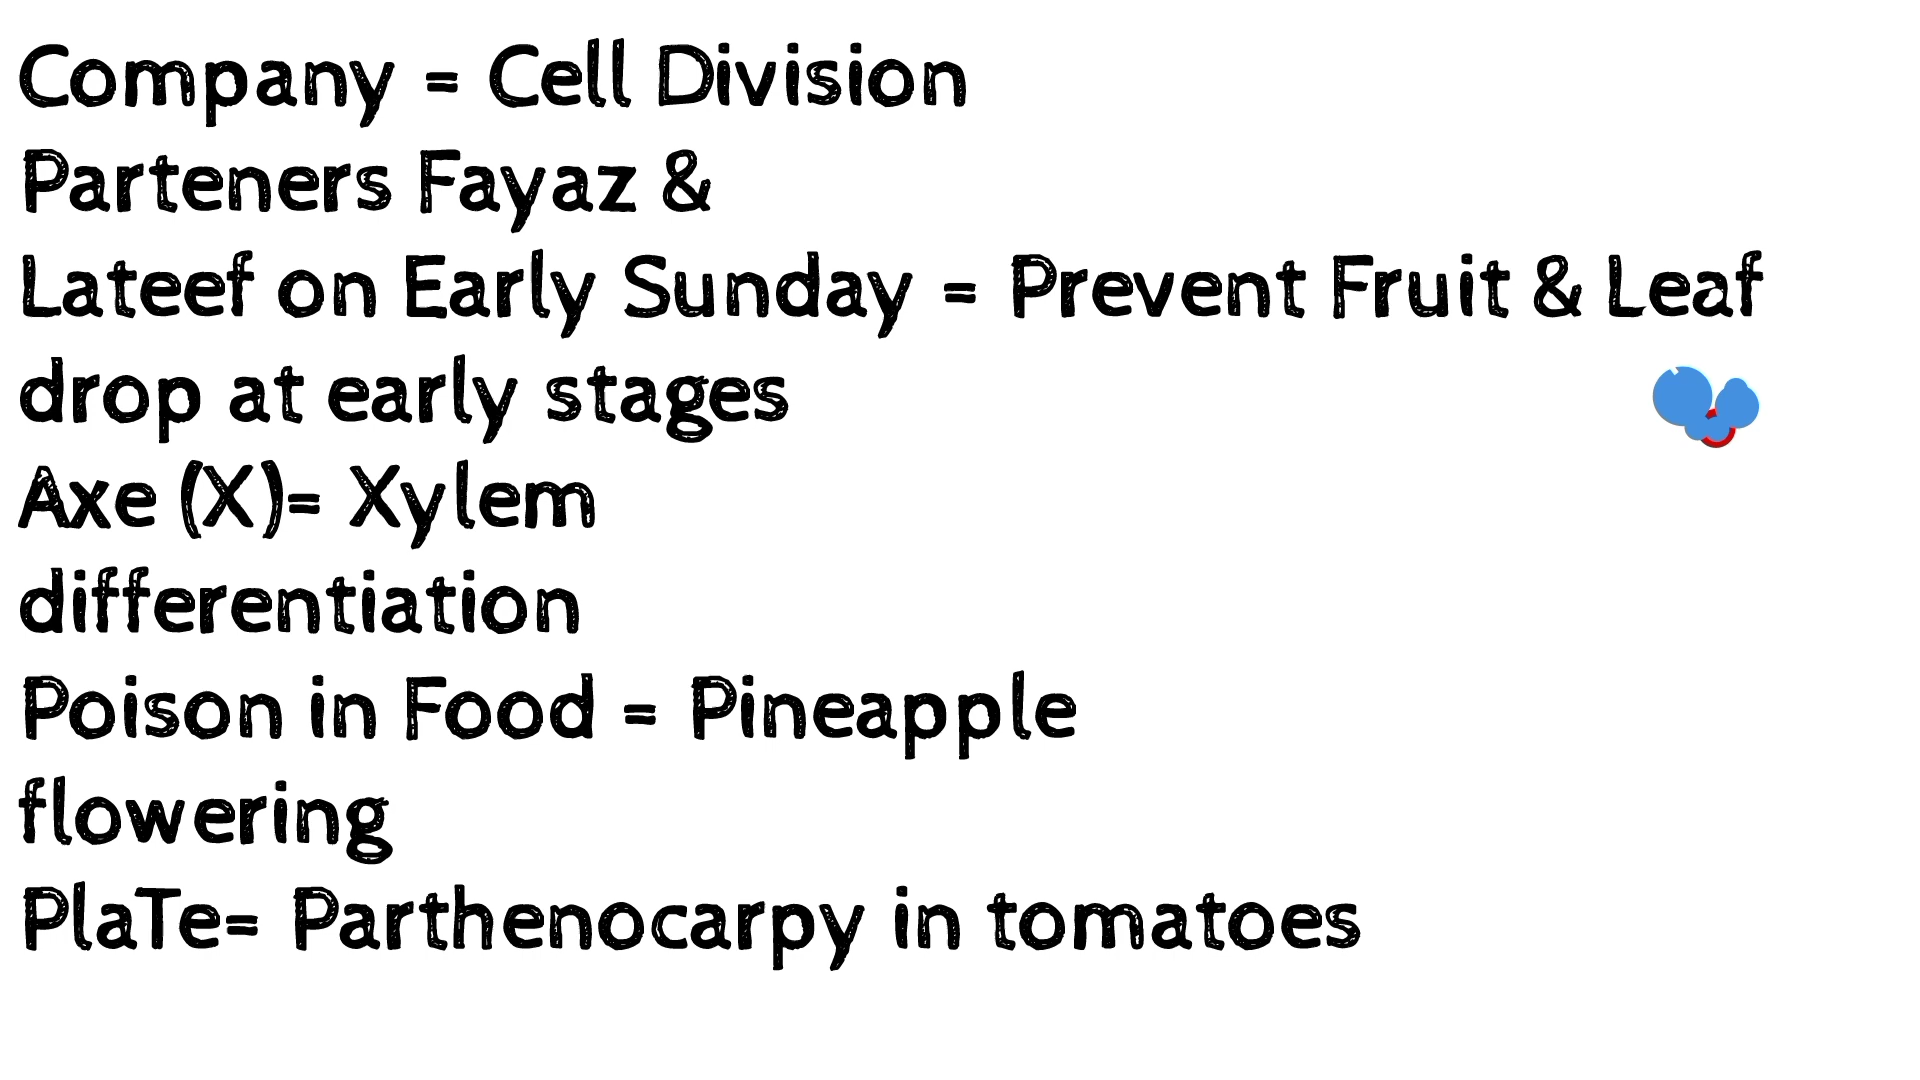 Company = Cell Division
Parteners Fayaz &
Lateef on Early Sunday = Prevent Fruit & Leaf
drop at early stages
Axe (X)= Xylem
differentiation
Poison in Food = Pineapple
flowering
PlaTe= Parthenocarpy in tomatoes